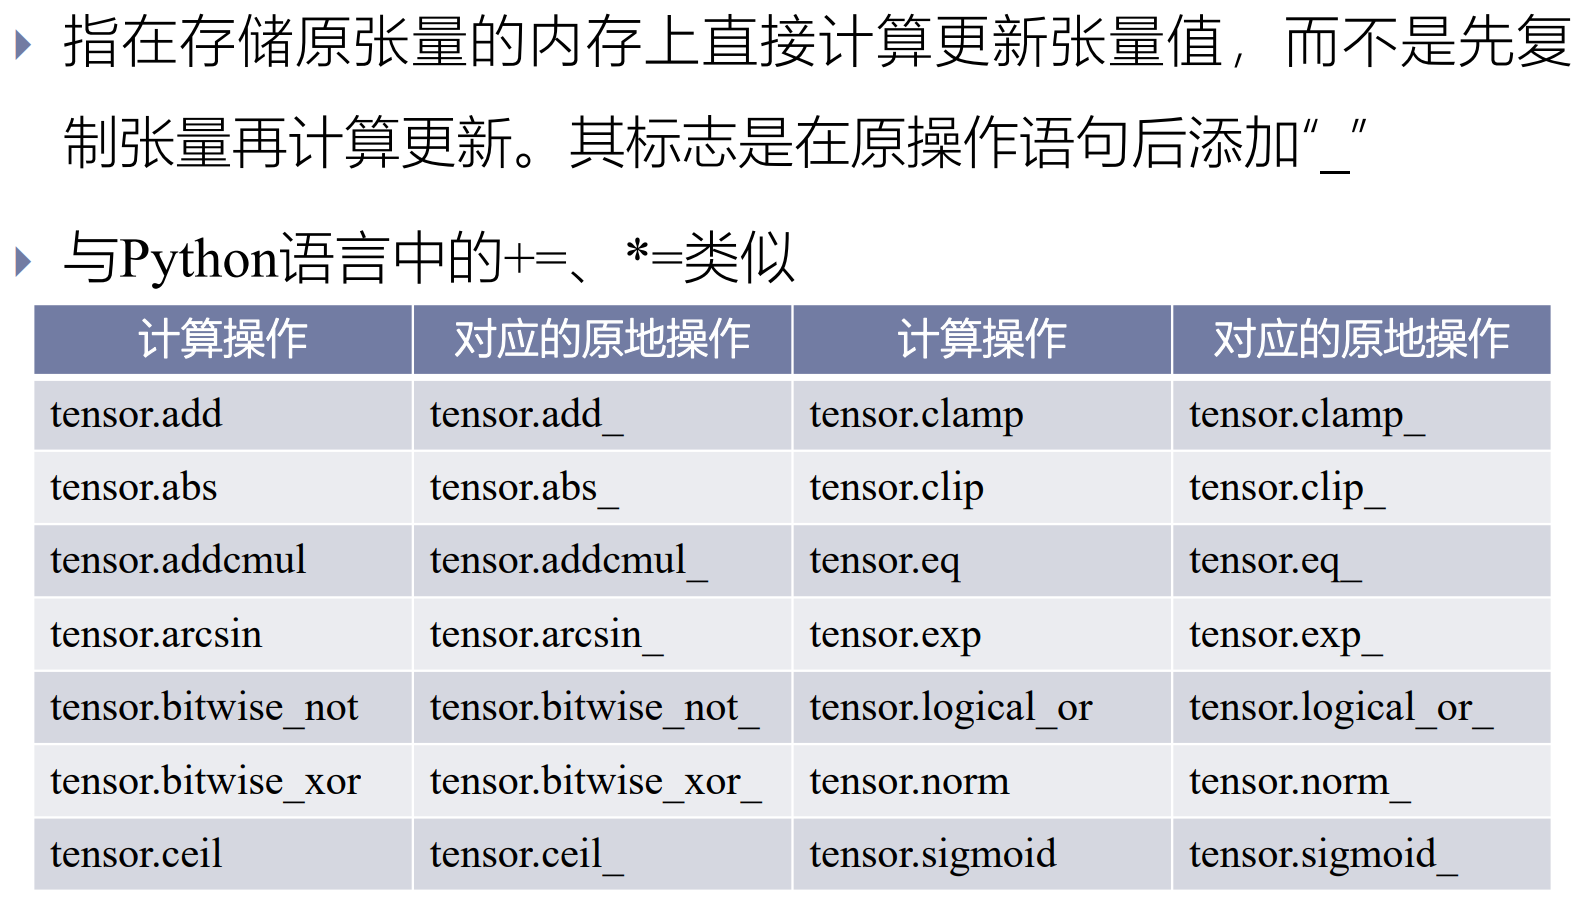 指在存储原张量的内存上直接计算更新张量值，而不是先复
制张量再计算更新。其标志是在原操作语句后添加“_”
与Python语言中的+=、*=类似
计算操作 对应的原地操作 计算操作 对应的原地操作
tensor.add tensor.add_ tensor.clamp tensor.clamp_
tensor.abs tensor.abs_ tensor.clip tensor.clip_
tensor.addcmul tensor.addcmul_ tensor.eq tensor.eq_
tensor.arcsin tensor.arcsin_ tensor.exp tensor.exp_
tensor.bitwise_not tensor.bitwise_not_ tensor.logical_or tensor.logical_or_
tensor.bitwise_xor tensor.bitwise_xor_ tensor.norm tensor.norm_
tensor.ceil tensor.ceil_ tensor.sigmoid tensor.sigmoid_